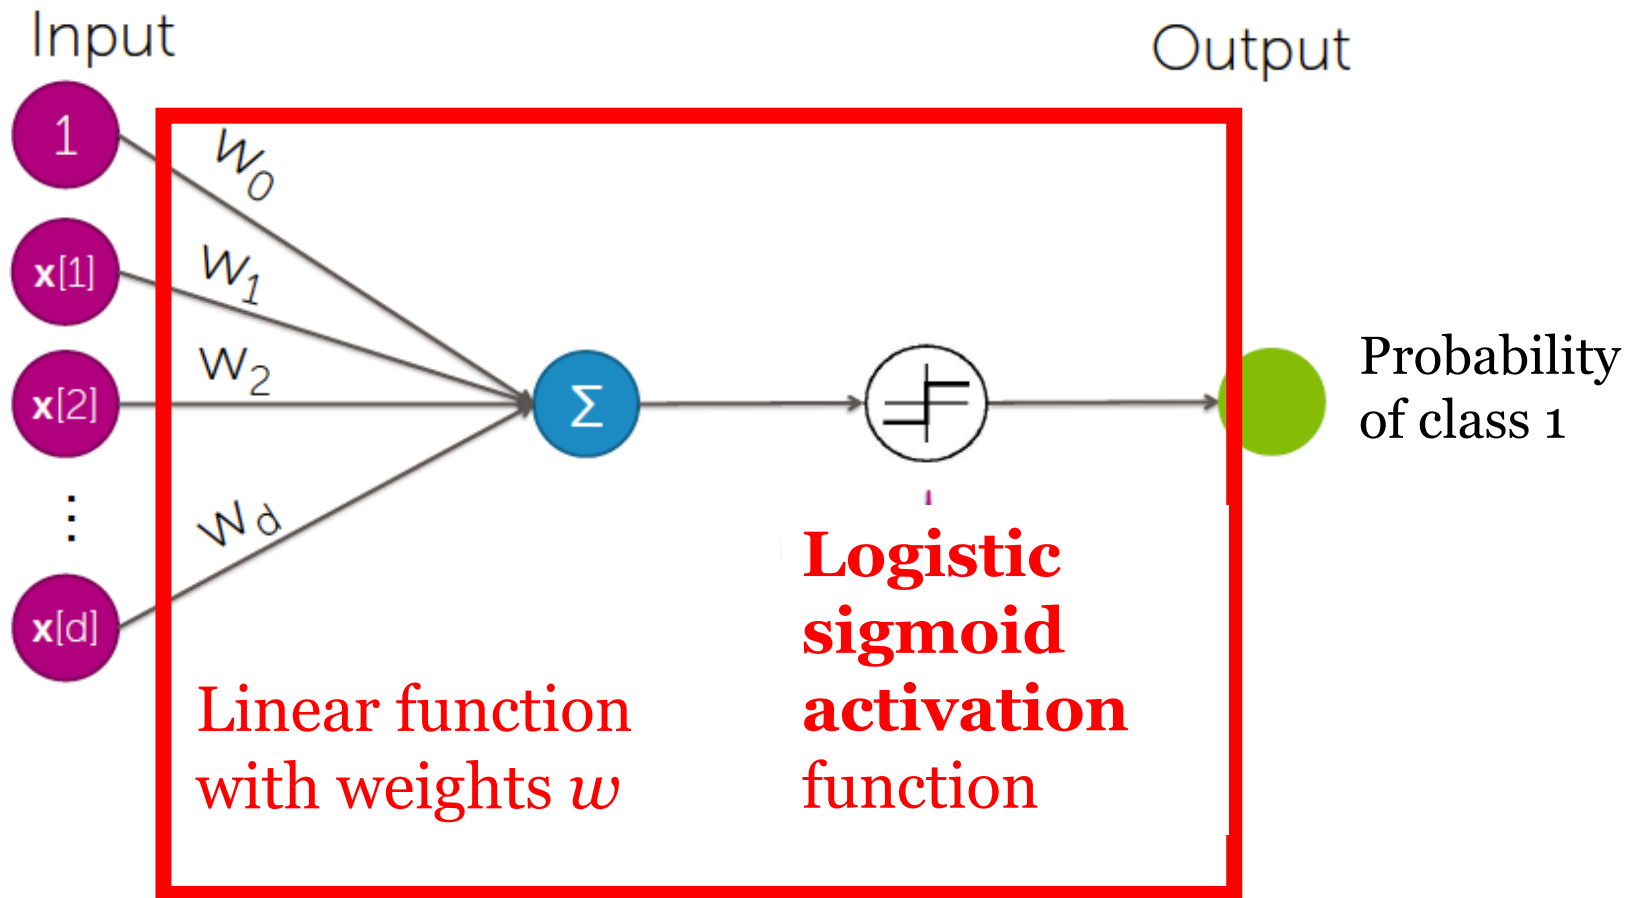 Input
Output
1
W0
x[1]
W1
x[2]
W2
Σ
Probability
of class 1
⋮
Wd
x[d]
Logistic
sigmoid
activation
function
Linear function
with weights w